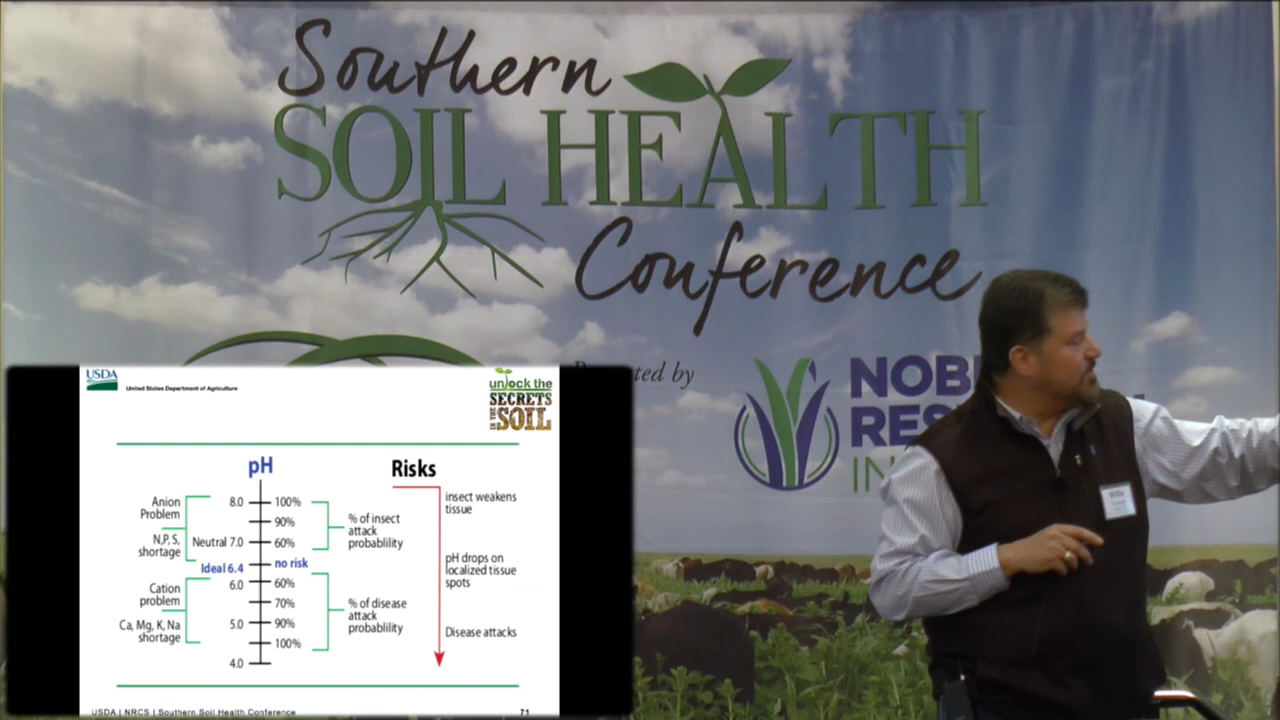 Southern
SOIL HEALTH
Conference
by
NOB
RES
IN
USDA
United States Department of Agriculture
unlock the
SECRETS
IN THE
SOIL
pH
Risks
Anion
Problem
N,P, S,
shortage
8.0
100%
90%
Neutral 7.0
60%
Ideal 6.4
no risk
6.0
60%
70%
5.0
90%
100%
4.0
Cation
problem
Ca, Mg, K, Na
shortage
% of insect
attack
probablility
% of disease
attack
probablility
insect weakens
tissue
pH drops on
localized tissue
spots
Disease attacks
USDA | NRCS | Southern Soil Health Conference
71